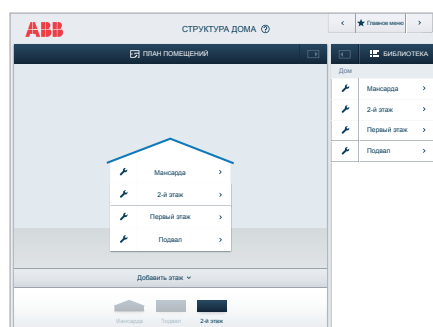 ABB
СТРУКТУРА ДОМА ?
Главное меню
ПЛАН ПОМЕЩЕНИЙ
БИБЛИОТЕКА
Дом
Мансарда
2-й этаж
Первый этаж
Подвал
Мансарда
2-й этаж
Первый этаж
Подвал
Добавить этаж
Мансарда Подвал 2-й этаж